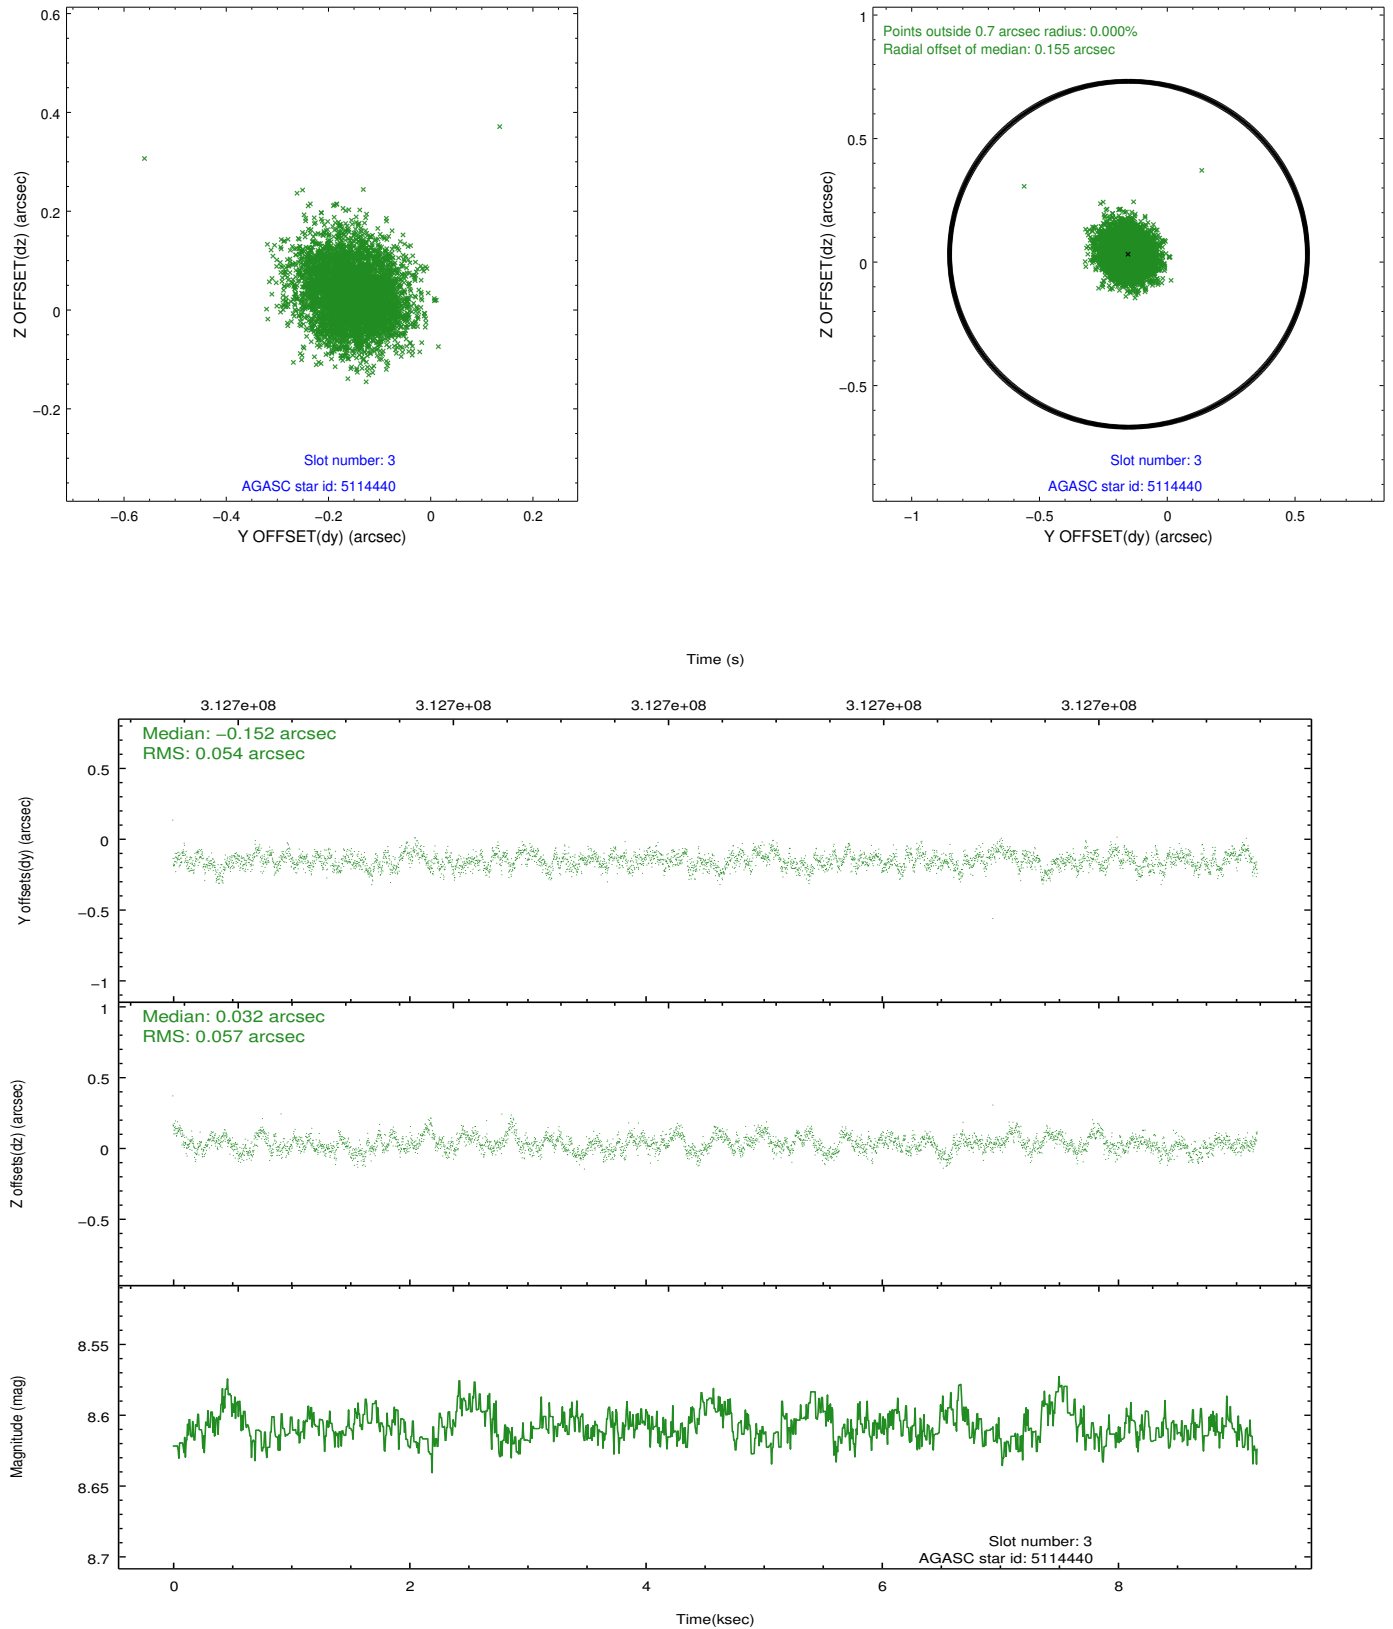 0.6
0.4
0.2
0
−0.2
Z OFFSET(dz) (arcsec)
Slot number: 3
AGASC star id: 5114440
−0.6 −0.4 −0.2 0 0.2
Y OFFSET(dy) (arcsec)
Points outside 0.7 arcsec radius: 0.000%
Radial offset of median: 0.155 arcsec
1
0.5
0
−0.5
Z OFFSET(dz) (arcsec)
Slot number: 3
AGASC star id: 5114440
−1 −0.5 0 0.5
Y OFFSET(dy) (arcsec)
Time (s)
3.127e+08 3.127e+08 3.127e+08 3.127e+08 3.127e+08
Median: −0.152 arcsec
RMS: 0.054 arcsec
0.5
0
−0.5
−1
Y offsets(dy) (arcsec)
Median: 0.032 arcsec
RMS: 0.057 arcsec
1
0.5
0
−0.5
Z offsets(dz) (arcsec)
8.55
8.6
8.65
8.7
Magnitude (mag)
Slot number: 3
AGASC star id: 5114440
0 2 4 6 8
Time(ksec)